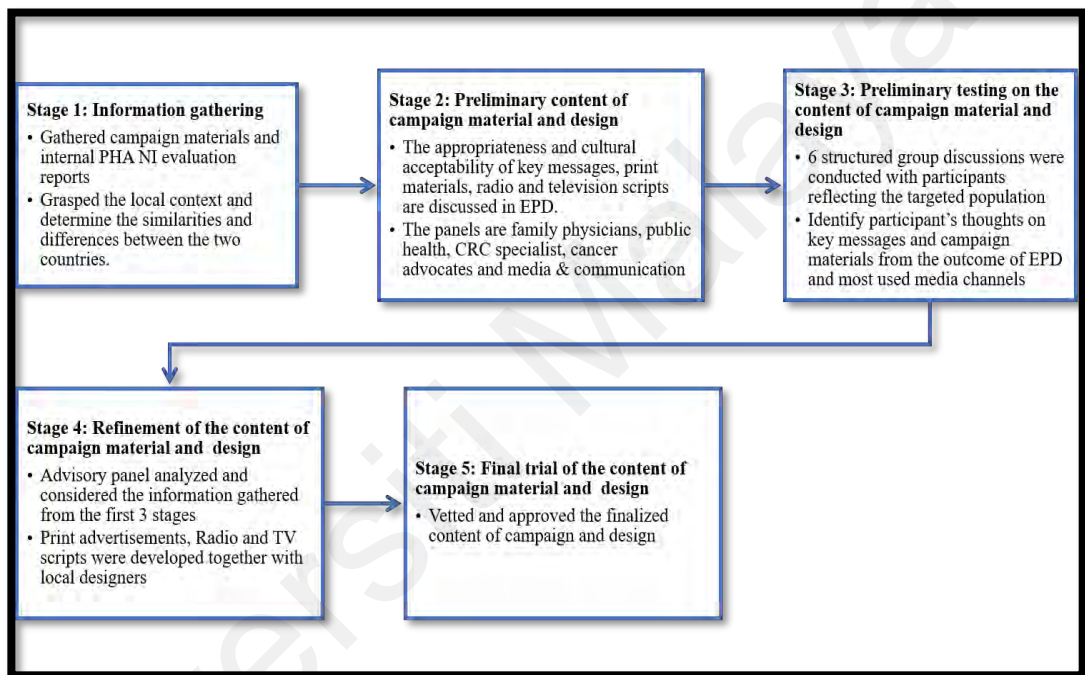 Stage 1: Information gathering
• Gathered campaign materials and
internal PHA NI evaluation
reports
• Grasped the local context and
determine the similarities and
differences between the two
countries.
Stage 2: Preliminary content of
campaign material and design
• The appropriateness and cultural
acceptability of key messages, print
materials, radio and television scripts
are discussed in EPD.
• The panels are family physicians, public
health, CRC specialist, cancer
advocates and media & communication
Stage 3: Preliminary testing on the
content of campaign material and
design
• 6 structured group discussions were
conducted with participants
reflecting the targeted population
• Identify participant's thoughts on
key messages and campaign
materials from the outcome of EPD
and most used media channels
Stage 4: Refinement of the content of
campaign material and design
• Advisory panel analyzed and
considered the information gathered
from the first 3 stages
• Print advertisements, Radio and TV
scripts were developed together with
local designers
Stage 5: Final trial of the content of
campaign material and design
• Vetted and approved the finalized
content of campaign and design
ersiti Malaya